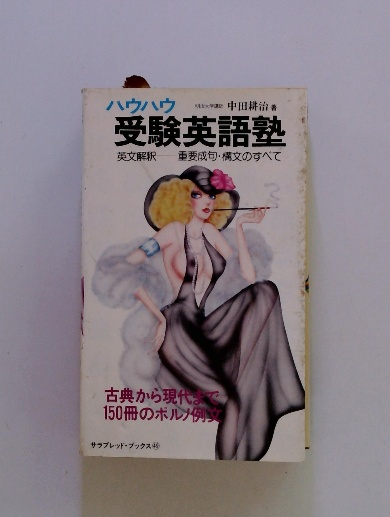 ハウハウ
中田耕治 著
受験英語塾
英文解釈――重要成句・構文のすべて
古典から現代まで
150冊のポルノ例文
サラブレッド・ブックス